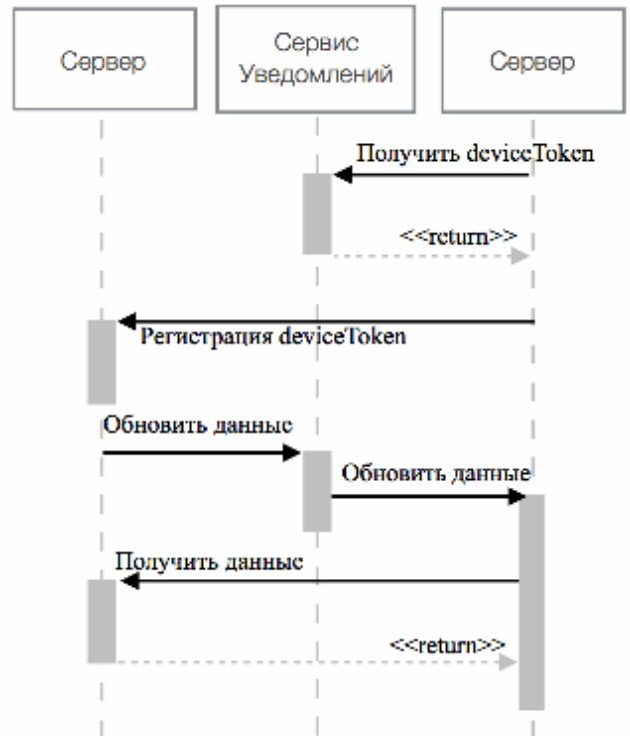 Сервер
Сервис
Уведомлений
Сервер
Получить deviceToken
<<return>>
Регистрация deviceToken
Обновить данные
Обновить данные
Получить данные
<<return>>